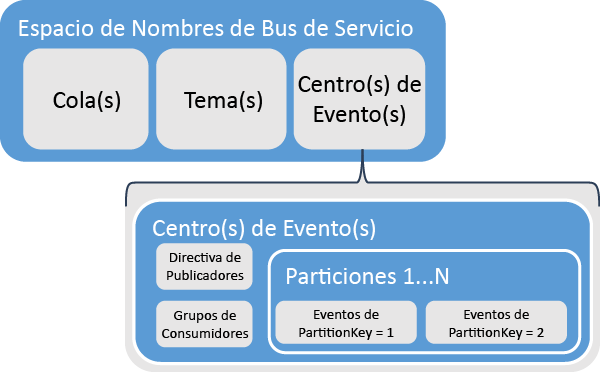 Espacio de Nombres de Bus de Servicio
Cola(s)
Tema(s)
Centro(s) de
Evento(s)
Centro(s) de Evento(s)
Directiva de
Publicadores
Grupos de
Consumidores
Particiones 1...N
Eventos de
PartitionKey = 1
Eventos de
PartitionKey = 2